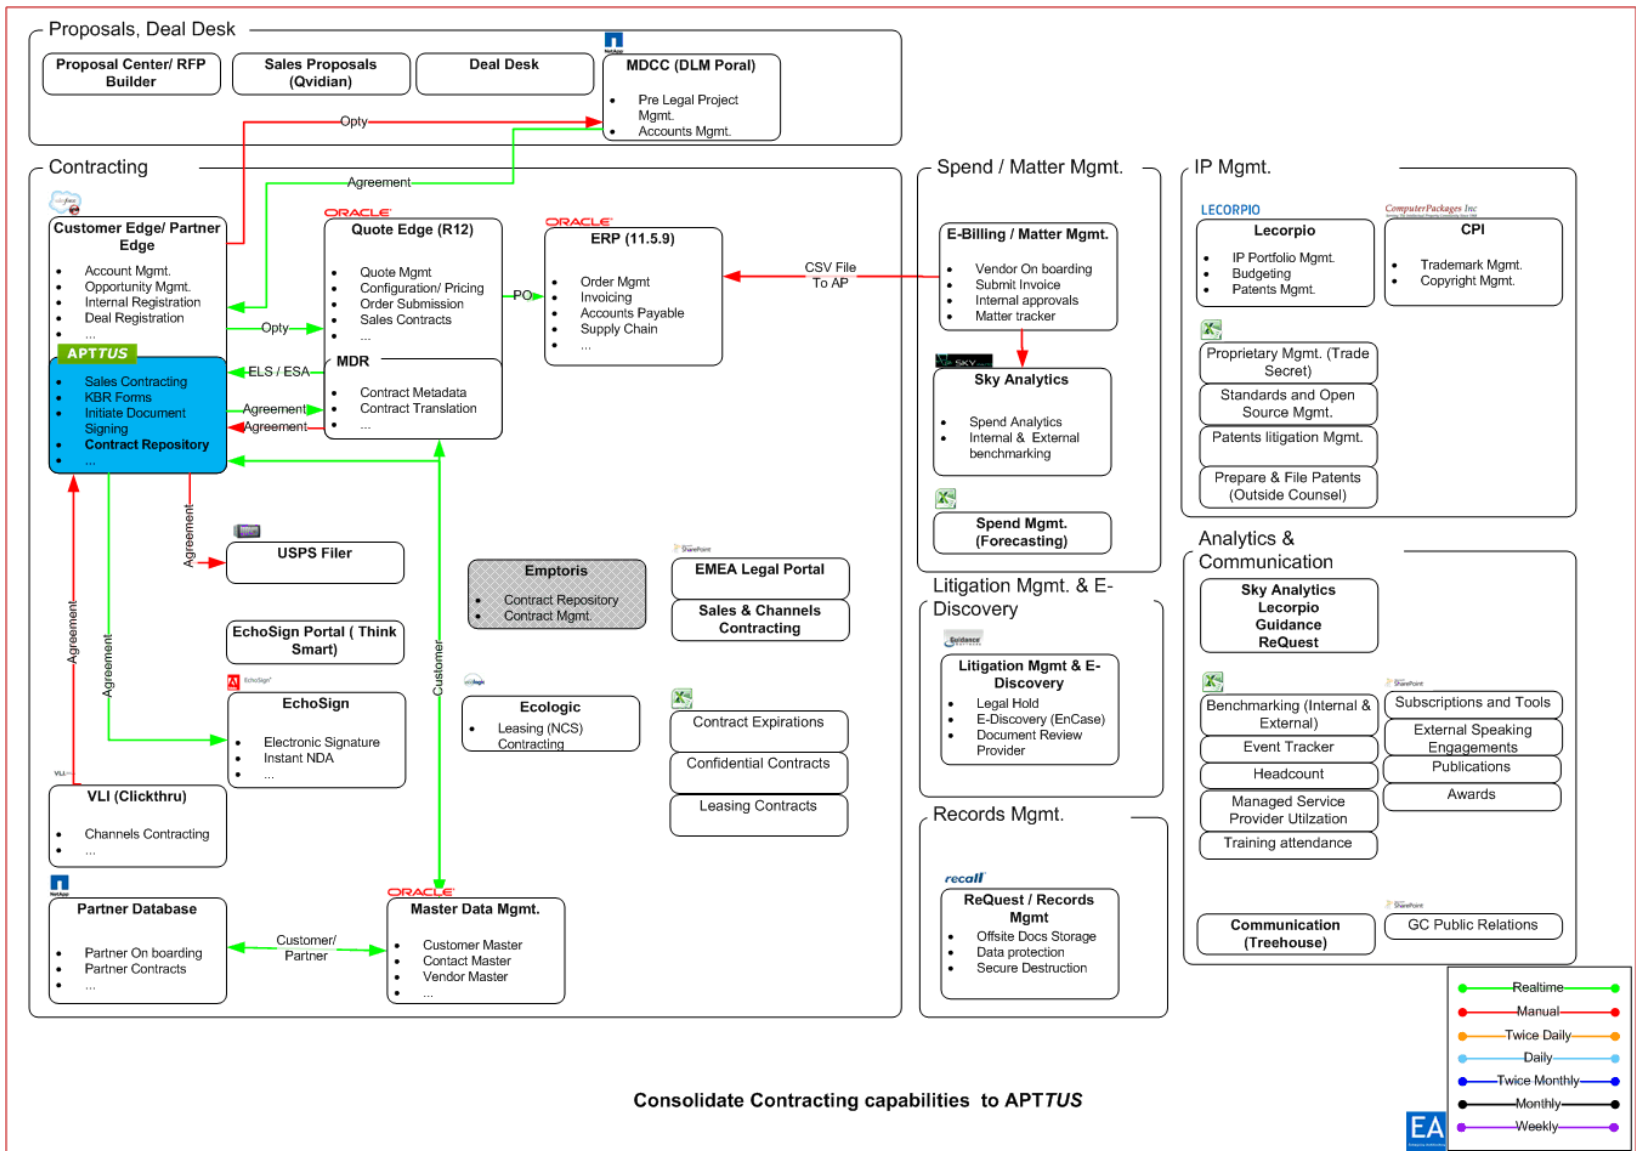 Proposals, Deal Desk
Proposal Center/ RFP
Builder
Sales Proposals
(Qvidian)
Deal Desk
NetApp
MDCC (DLM Poral)
• Pre Legal Project
Mgmt.
• Accounts Mgmt.
Opty
Contracting
Agreement
Customer Edge/ Partner
Edge
• Account Mgmt.
• Opportunity Mgmt.
• Internal Registration
• Deal Registration
• ...
ORACLE
Quote Edge (R12)
• Quote Mgmt
• Configuration/ Pricing
• Order Submission
• Sales Contracts
• ...
PO
ORACLE
ERP (11.5.9)
• Order Mgmt
• Invoicing
• Accounts Payable
• Supply Chain
• ...
CSV File
To AP
Opty
APTTUS
• Sales Contracting
• KBR Forms
• Initiate Document
Signing
• Contract Repository
• ...
ELS / ESA
Agreement
Agreement
MDR
• Contract Metadata
• Contract Translation
• ...
Agreement
Agreement
Agreement
Customer
USPS Filer
EchoSign Portal ( Think
Smart)
EchoSign
EchoSign
• Electronic Signature
• Instant NDA
• ...
Emptoris
• Contract Repository
• Contract Mgmt.
SharePoint
EMEA Legal Portal
Sales & Channels
Contracting
Ecologic
• Leasing (NCS)
Contracting
Contract Expirations
Confidential Contracts
Leasing Contracts
VLI
VLI (Clickthru)
• Channels Contracting
• ...
NetApp
Partner Database
• Partner On boarding
• Partner Contracts
• ...
Customer/
Partner
ORACLE
Master Data Mgmt.
• Customer Master
• Contact Master
• Vendor Master
• ...
Spend / Matter Mgmt.
E-Billing / Matter Mgmt.
• Vendor On boarding
• Submit Invoice
• Internal approvals
• Matter tracker
SKY
Sky Analytics
• Spend Analytics
• Internal & External
benchmarking
Spend Mgmt.
(Forecasting)
Litigation Mgmt. & E-
Discovery
Guidance
Litigation Mgmt & E-
Discovery
• Legal Hold
• E-Discovery (EnCase)
• Document Review
Provider
Records Mgmt.
recall
ReQuest / Records
Mgmt
• Offsite Docs Storage
• Data protection
• Secure Destruction
IP Mgmt.
LECORPIO
Lecorpio
• IP Portfolio Mgmt.
• Budgeting
• Patents Mgmt.
ComputerPackages Inc
CPI
• Trademark Mgmt.
• Copyright Mgmt.
Proprietary Mgmt. (Trade
Secret)
Standards and Open
Source Mgmt.
Patents litigation Mgmt.
Prepare & File Patents
(Outside Counsel)
Analytics &
Communication
Sky Analytics
Lecorpio
Guidance
ReQuest
Benchmarking (Internal &
External)
Event Tracker
Headcount
Managed Service
Provider Utilzation
Training attendance
SharePoint
Subscriptions and Tools
External Speaking
Engagements
Publications
Awards
Communication
(Treehouse)
SharePoint
GC Public Relations
Realtime
Manual
Twice Daily
Daily
Twice Monthly
Monthly
Weekly
EA
Consolidate Contracting capabilities to APTTUS